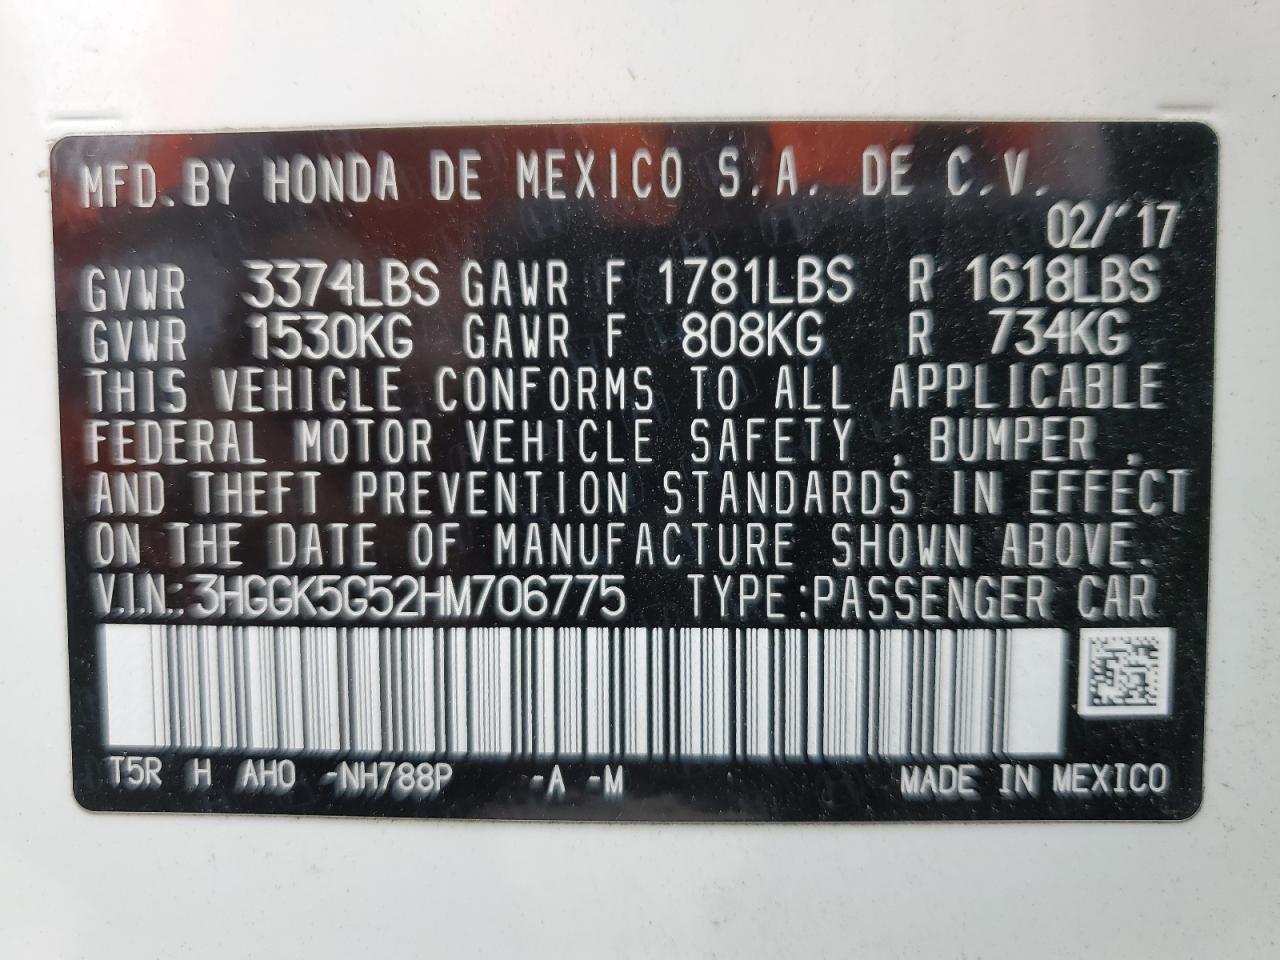 MFD. BY HONDA DE MEXICO S.A. DE C.V.
02/'17
GVWR 3374LBS GAWR F 1781LBS R 1618LBS
GVWR 1530KG GAWR F 808KG R 734KG
THIS VEHICLE CONFORMS TO ALL APPLICABLE
FEDERAL MOTOR VEHICLE SAFETY , BUMPER ,
AND THEFT PREVENTION STANDARDS IN EFFECT
ON THE DATE OF MANUFACTURE SHOWN ABOVE.
V.I.N.: 3HGGK5G52HM706775 TYPE:PASSENGER CAR
T5R H AH0 -NH788P -A -M MADE IN MEXICO